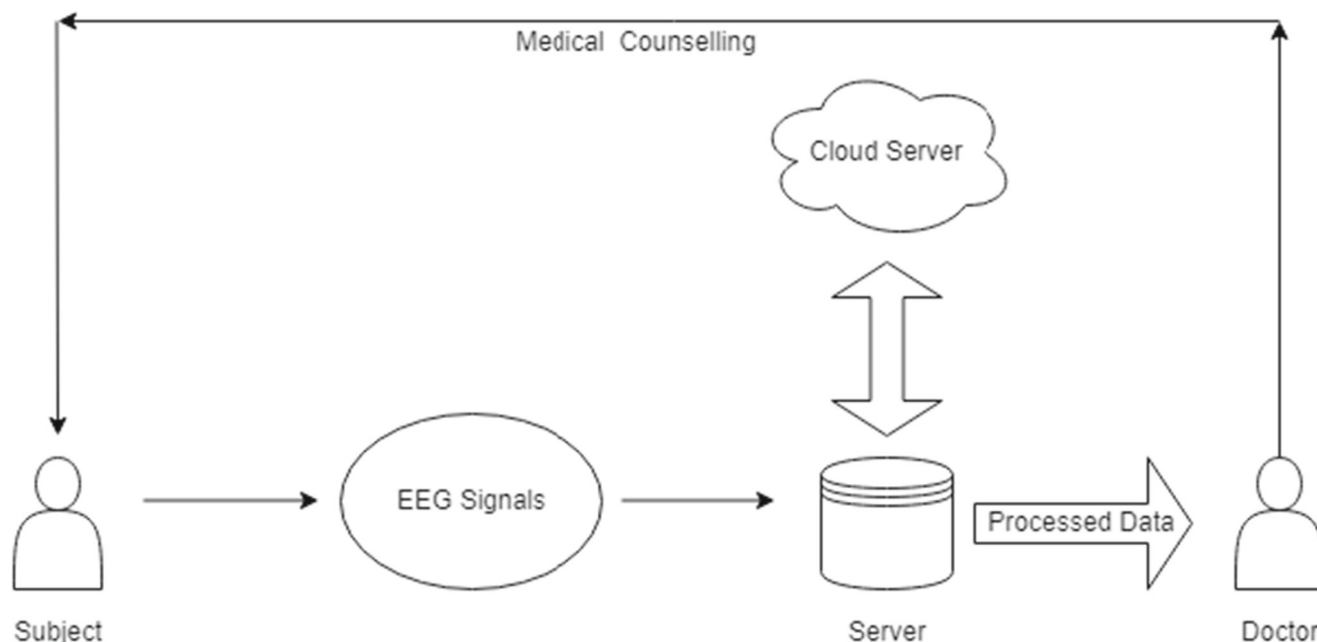 Medical Counselling
Cloud Server
EEG Signals
Processed Data
Subject
Server
Doctor